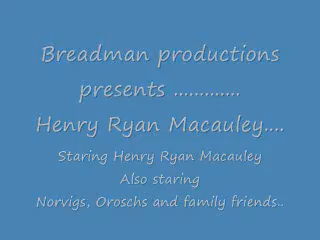 Breadman productions
presents .............
Henry Ryan Macauley....
Staring Henry Ryan Macauley
Also staring
Norvigs, Oroschs and family friends..